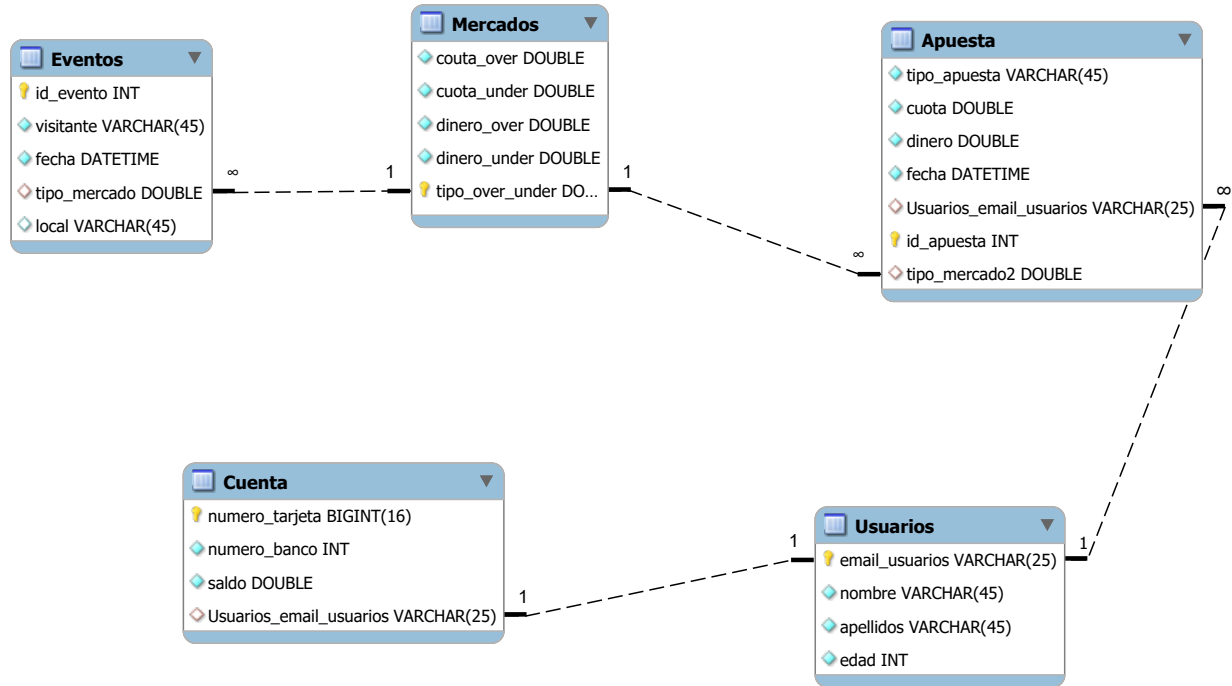 Eventos
id_evento INT
visitante VARCHAR(45)
fecha DATETIME
tipo_mercado DOUBLE
local VARCHAR(45)
∞
1
Mercados
couta_over DOUBLE
cuota_under DOUBLE
dinero_over DOUBLE
dinero_under DOUBLE
tipo_over_under DO...
1
∞
Apuesta
tipo_apuesta VARCHAR(45)
cuota DOUBLE
dinero DOUBLE
fecha DATETIME
Usuarios_email_usuarios VARCHAR(25)
id_apuesta INT
tipo_mercado2 DOUBLE
∞
Cuenta
numero_tarjeta BIGINT(16)
numero_banco INT
saldo DOUBLE
Usuarios_email_usuarios VARCHAR(25)
1
1
Usuarios
email_usuarios VARCHAR(25)
nombre VARCHAR(45)
apellidos VARCHAR(45)
edad INT
1